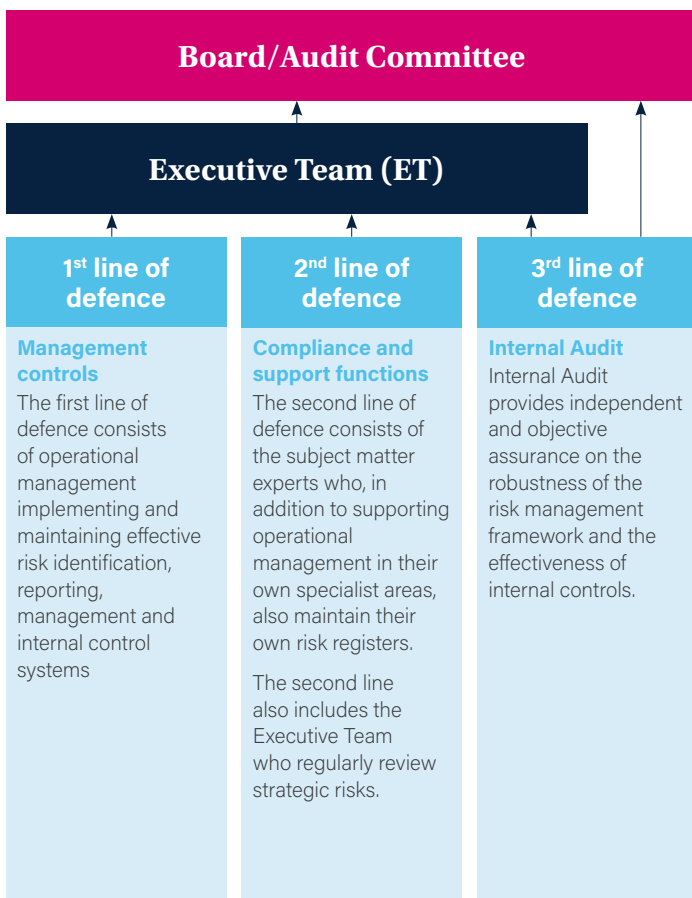 Board/Audit Committee
Executive Team (ET)
1st line of
defence
Management
controls
The first line of
defence consists
of operational
management
implementing and
maintaining effective
risk identification,
reporting,
management and
internal control
systems
2nd line of
defence
Compliance and
support functions
The second line of
defence consists of
the subject matter
experts who, in
addition to supporting
operational
management in their
own specialist areas,
also maintain their
own risk registers.
The second line
also includes the
Executive Team
who regularly review
strategic risks.
3rd line of
defence
Internal Audit
Internal Audit
provides independent
and objective
assurance on the
robustness of the
risk management
framework and the
effectiveness of
internal controls.